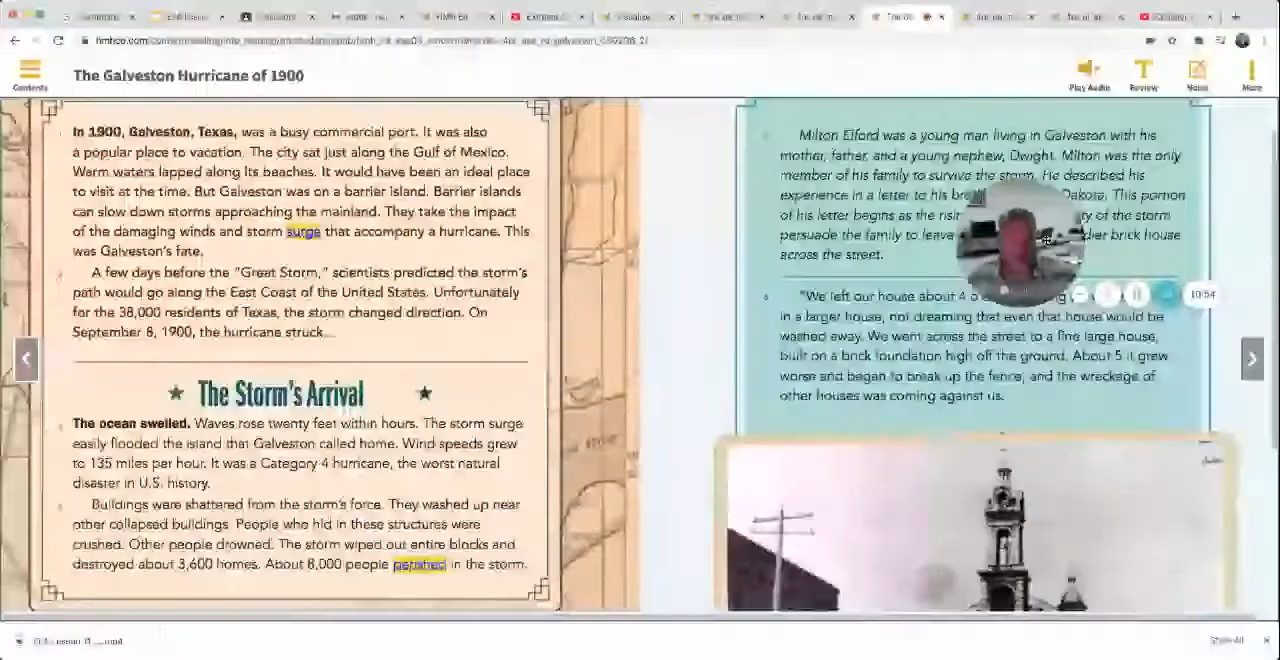 The Galveston Hurricane of 1900
Contents
Play Audio
Review
Notes
More
In 1900, Galveston, Texas, was a busy commercial port. It was also
a popular place to vacation. The city sat just along the Gulf of Mexico.
Warm waters lapped along its beaches. It would have been an ideal place
to visit at the time. But Galveston was on a barrier island. Barrier islands
can slow down storms approaching the mainland. They take the impact
of the damaging winds and storm surge that accompany a hurricane. This
was Galveston's fate.
A few days before the "Great Storm," scientists predicted the storm's
path would go along the East Coast of the United States. Unfortunately
for the 38,000 residents of Texas, the storm changed direction. On
September 8, 1900, the hurricane struck...
The Storm's Arrival
The ocean swelled. Waves rose twenty feet within hours. The storm surge
easily flooded the island that Galveston called home. Wind speeds grew
to 135 miles per hour. It was a Category 4 hurricane, the worst natural
disaster in U.S. history.
Buildings were shattered from the storm's force. They washed up near
other collapsed buildings. People who hid in these structures were
crushed. Other people drowned. The storm wiped out entire blocks and
destroyed about 3,600 homes. About 8,000 people perished in the storm.
Milton Elford was a young man living in Galveston with his
mother, father, and a young nephew, Dwight. Milton was the only
member of his family to survive the storm. He described his
experience in a letter to his Dakota. This portion
of his letter begins as the of the storm
persuade the family to leave brick house
across the street.
"We left our house about 4 o
in a larger house, not dreaming that even that house would be
washed away. We went across the street to a fine large house,
built on a brick foundation high off the ground. About 5 it grew
worse and began to break up the fence, and the wreckage of
other houses was coming against us.
10:54
Show All